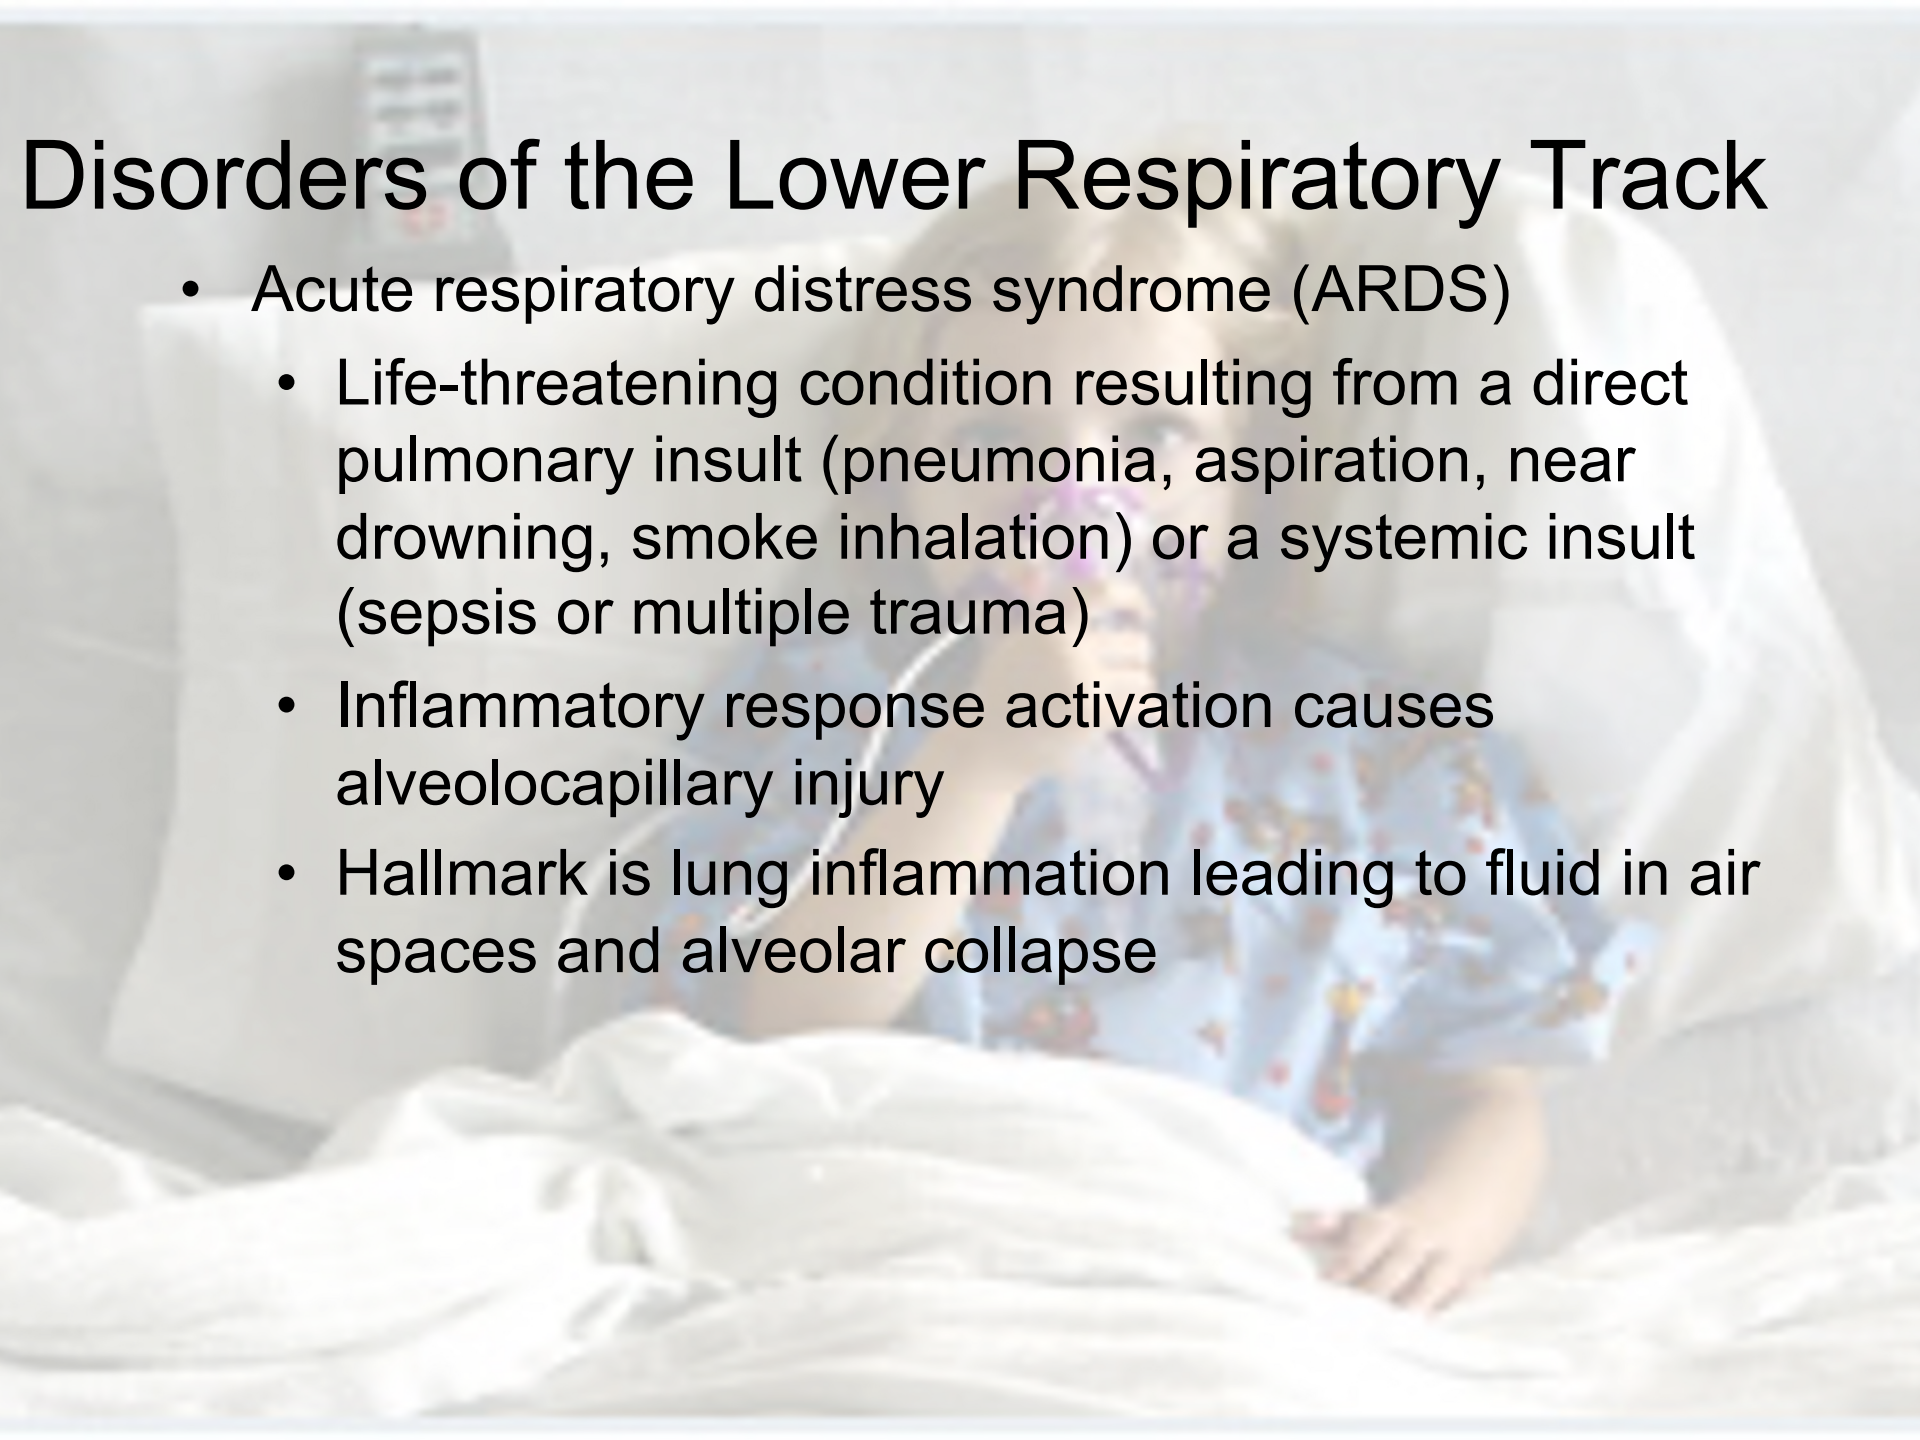 Disorders of the Lower Respiratory Track
• Acute respiratory distress syndrome (ARDS)
• Life-threatening condition resulting from a direct
pulmonary insult (pneumonia, aspiration, near
drowning, smoke inhalation) or a systemic insult
(sepsis or multiple trauma)
• Inflammatory response activation causes
alveolocapillary injury
• Hallmark is lung inflammation leading to fluid in air
spaces and alveolar collapse